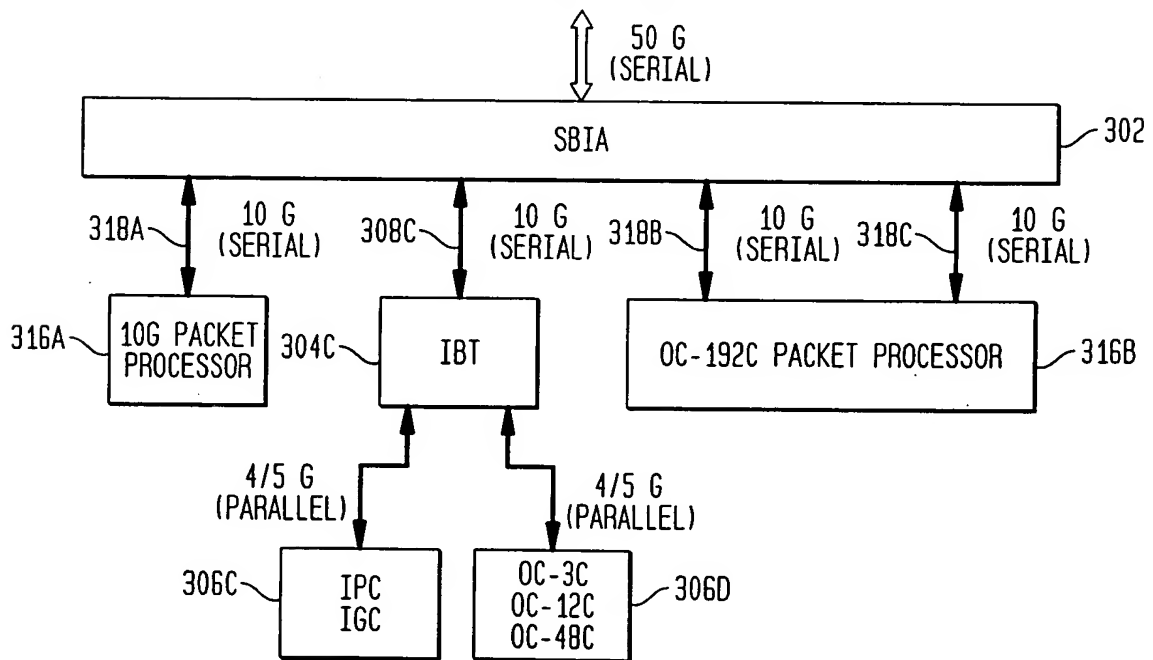 50 G
(SERIAL)
SBIA
302
318A
10 G
(SERIAL)
308C
10 G
(SERIAL)
318B
10 G
(SERIAL)
318C
10 G
(SERIAL)
316A
10G PACKET
PROCESSOR
304C
IBT
OC-192C PACKET PROCESSOR
316B
4/5 G
(PARALLEL)
4/5 G
(PARALLEL)
306C
IPC
IGC
OC-3C
OC-12C
OC-48C
306D